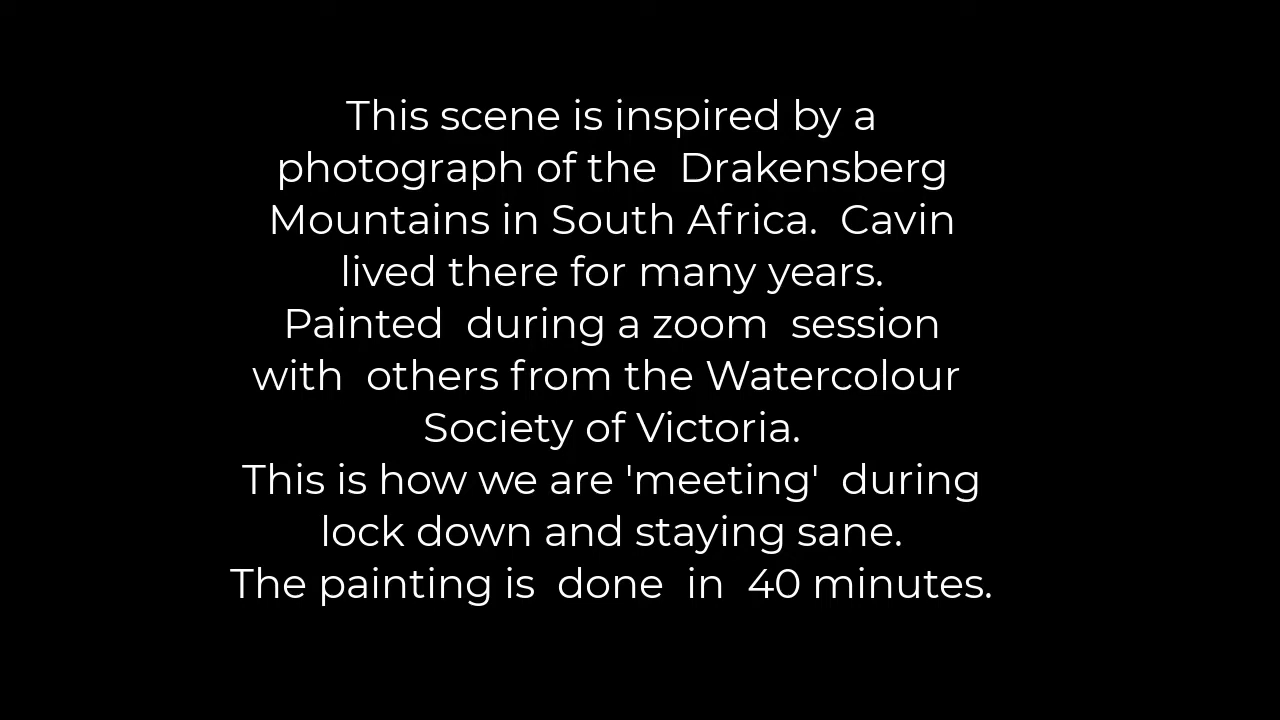 This scene is inspired by a
photograph of the  Drakensberg
Mountains in South Africa.  Cavin
lived there for many years.
Painted  during a zoom  session
with  others from the Watercolour
Society of Victoria.
This is how we are 'meeting'  during
lock down and staying sane.
The painting is  done  in  40 minutes.